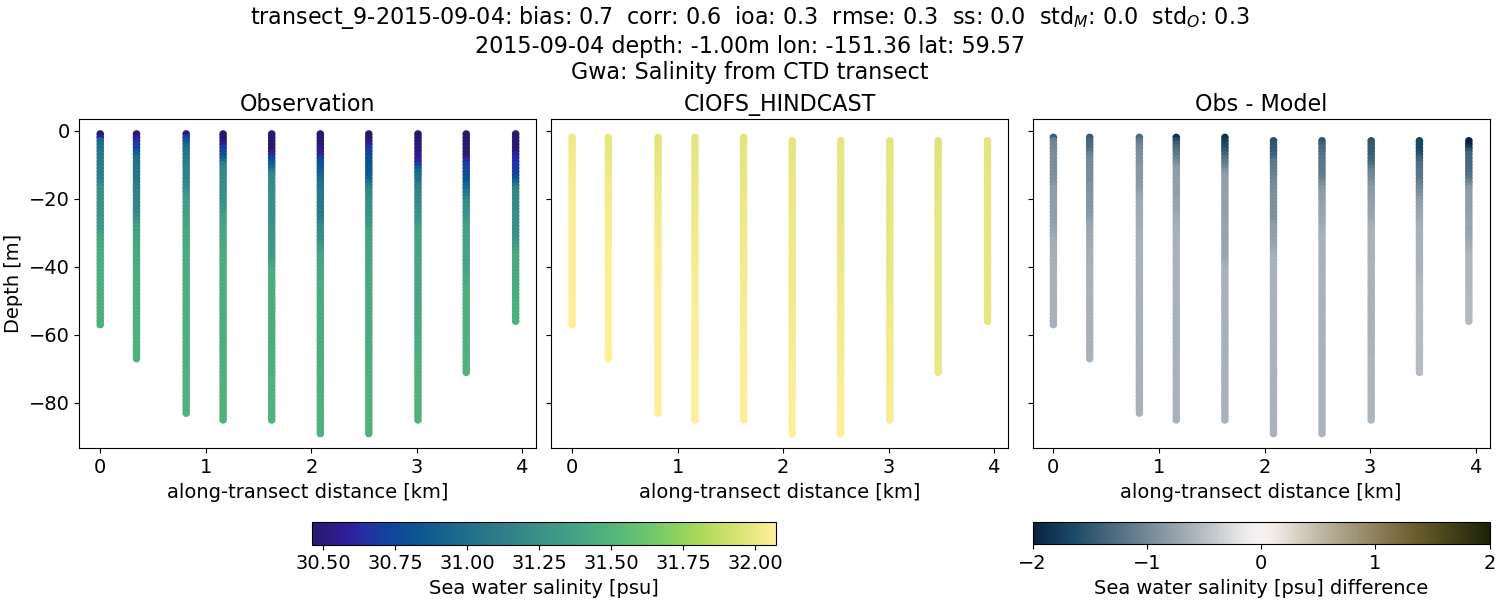 transect_9-2015-09-04: bias: 0.7 corr: 0.6 ioa: 0.3 rmse: 0.3 ss: 0.0 std_M: 0.0 std_O: 0.3
2015-09-04 depth: -1.00m lon: -151.36 lat: 59.57
Gwa: Salinity from CTD transect
Observation CIOFS_HINDCAST Obs - Model
0
−20
−40
−60
−80
Depth [m]
0 1 2 3 4 0 1 2 3 4 0 1 2 3 4
along-transect distance [km] along-transect distance [km] along-transect distance [km]
30.50 30.75 31.00 31.25 31.50 31.75 32.00 −2 −1 0 1 2
Sea water salinity [psu] Sea water salinity [psu] difference